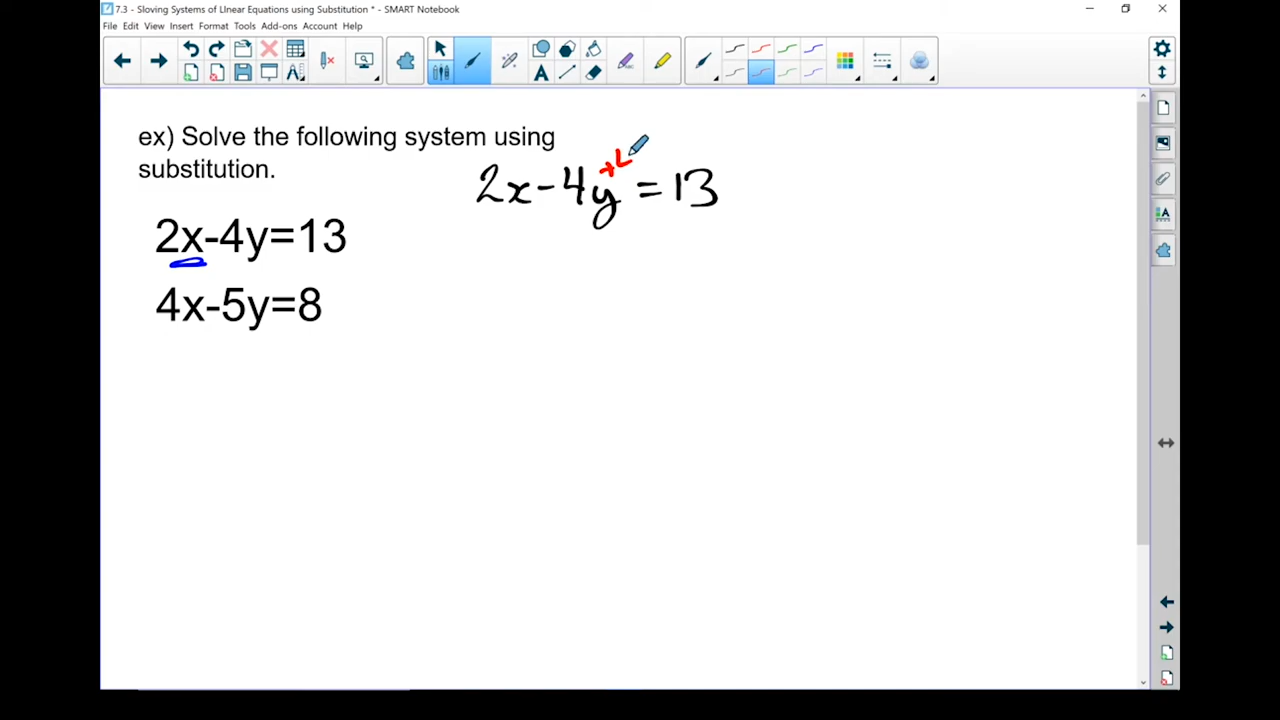 7.3 - Sloving Systems of LInear Equations using Substitution * - SMART Notebook
File Edit View Insert Format Tools Add-ons Account Help
ex) Solve the following system using
substitution.
2x-4y=13
4x-5y=8
+
2x-4y=13